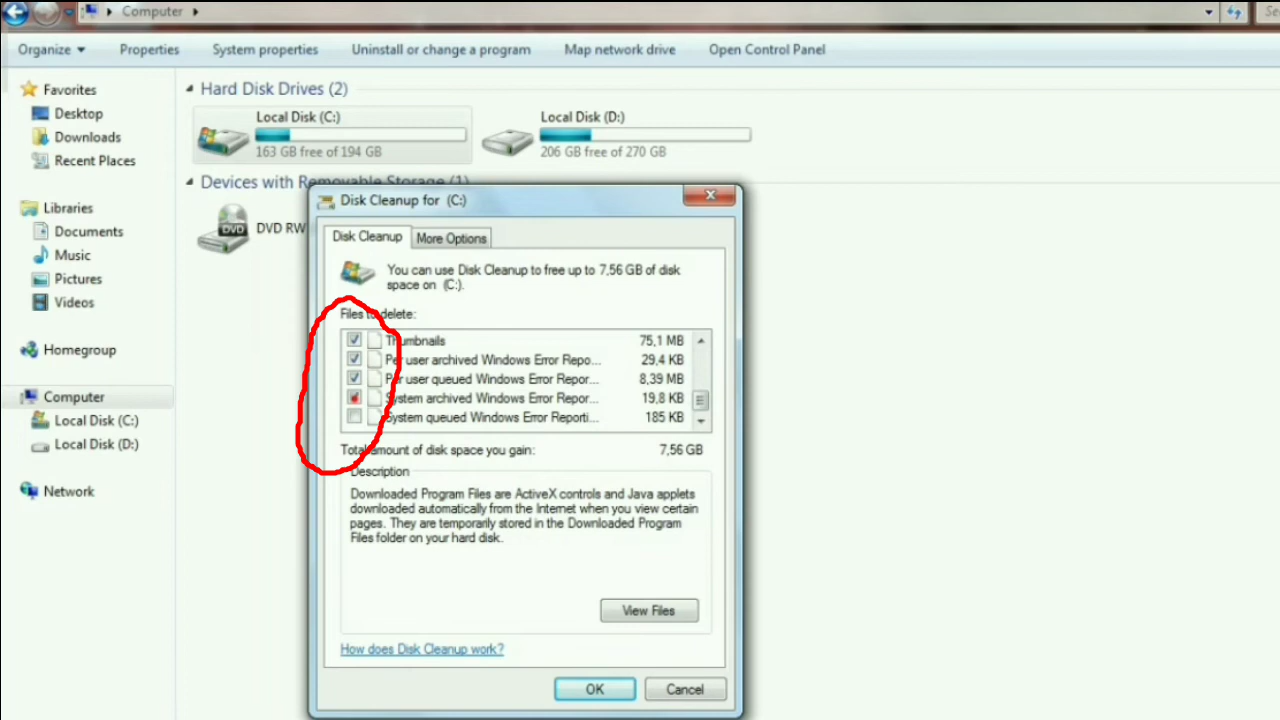 Computer
Organize
Properties
System properties
Uninstall or change a program
Map network drive
Open Control Panel
Favorites
Desktop
Downloads
Recent Places
Libraries
Documents
Music
Pictures
Videos
Homegroup
Computer
Local Disk (C:)
Local Disk (D:)
Network
Hard Disk Drives (2)
Local Disk (C:)
163 GB free of 194 GB
Local Disk (D:)
206 GB free of 270 GB
Devices with Removable Storage (1)
DVD
DVD RW
Disk Cleanup for (C:)
Disk Cleanup
More Options
You can use Disk Cleanup to free up to 7,56 GB of disk
space on (C:).
Files to delete:
Thumbnails 75,1 MB
Per user archived Windows Error Repo... 29,4 KB
Per user queued Windows Error Repor... 8,39 MB
System archived Windows Error Repor... 19,8 KB
System queued Windows Error Reporti... 185 KB
Total amount of disk space you gain: 7,56 GB
Description
Downloaded Program Files are ActiveX controls and Java applets
downloaded automatically from the Internet when you view certain
pages. They are temporarily stored in the Downloaded Program
Files folder on your hard disk.
View Files
How does Disk Cleanup work?
OK
Cancel